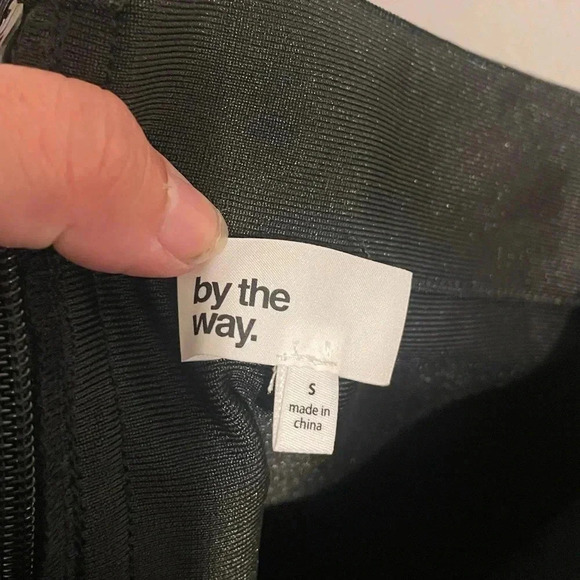 by the
way.
S
made in
china